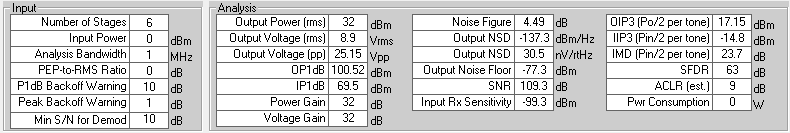 Input
Number of Stages 6
Input Power 0 dBm
Analysis Bandwidth 1 MHz
PEP-to-RMS Ratio 0 dB
P1dB Backoff Warning 10 dB
Peak Backoff Warning 1 dB
Min S/N for Demod 10 dB
Analysis
Output Power (rms) 32 dBm
Output Voltage (rms) 8.9 Vrms
Output Voltage (pp) 25.15 Vpp
OP1dB 100.52 dBm
IP1dB 69.5 dBm
Power Gain 32 dB
Voltage Gain 32 dB
Noise Figure 4.49 dB
Output NSD -137.3 dBm/Hz
Output NSD 30.5 nV/rtHz
Output Noise Floor -77.3 dBm
SNR 109.3 dB
Input Rx Sensitivity -99.3 dBm
OIP3 (Po/2 per tone) 17.15 dBm
IIP3 (Pin/2 per tone) -14.8 dBm
IMD (Pin/2 per tone) 23.7 dB
SFDR 63 dB
ACLR (est.) 9 dB
Pwr Consumption 0 W